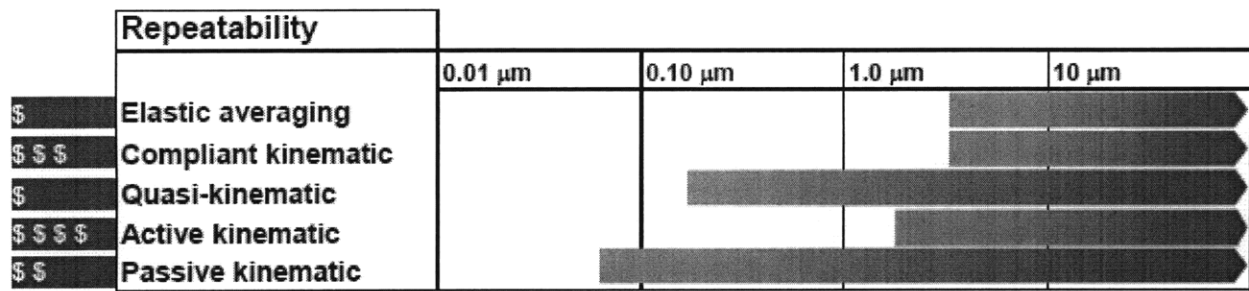 Repeatability
0.01 μm 0.10 μm 1.0 μm 10 μm
$ Elastic averaging
$ $ $ Compliant kinematic
$ Quasi-kinematic
$ $ $ $ Active kinematic
$ $ Passive kinematic